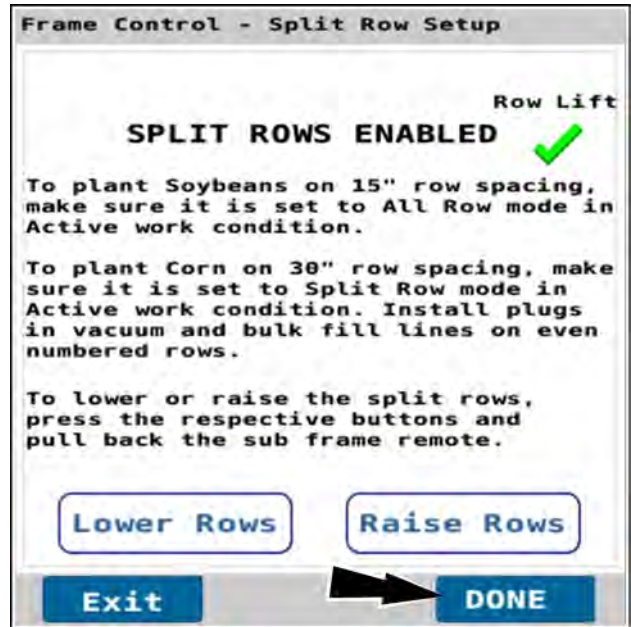 Frame Control - Split Row Setup
Row Lift
SPLIT ROWS ENABLED
To plant Soybeans on 15" row spacing,
make sure it is set to All Row mode in
Active work condition.
To plant Corn on 30" row spacing, make
sure it is set to Split Row mode in
Active work condition. Install plugs
in vacuum and bulk fill lines on even
numbered rows.
To lower or raise the split rows,
press the respective buttons and
pull back the sub frame remote.
Lower Rows
Raise Rows
Exit
DONE